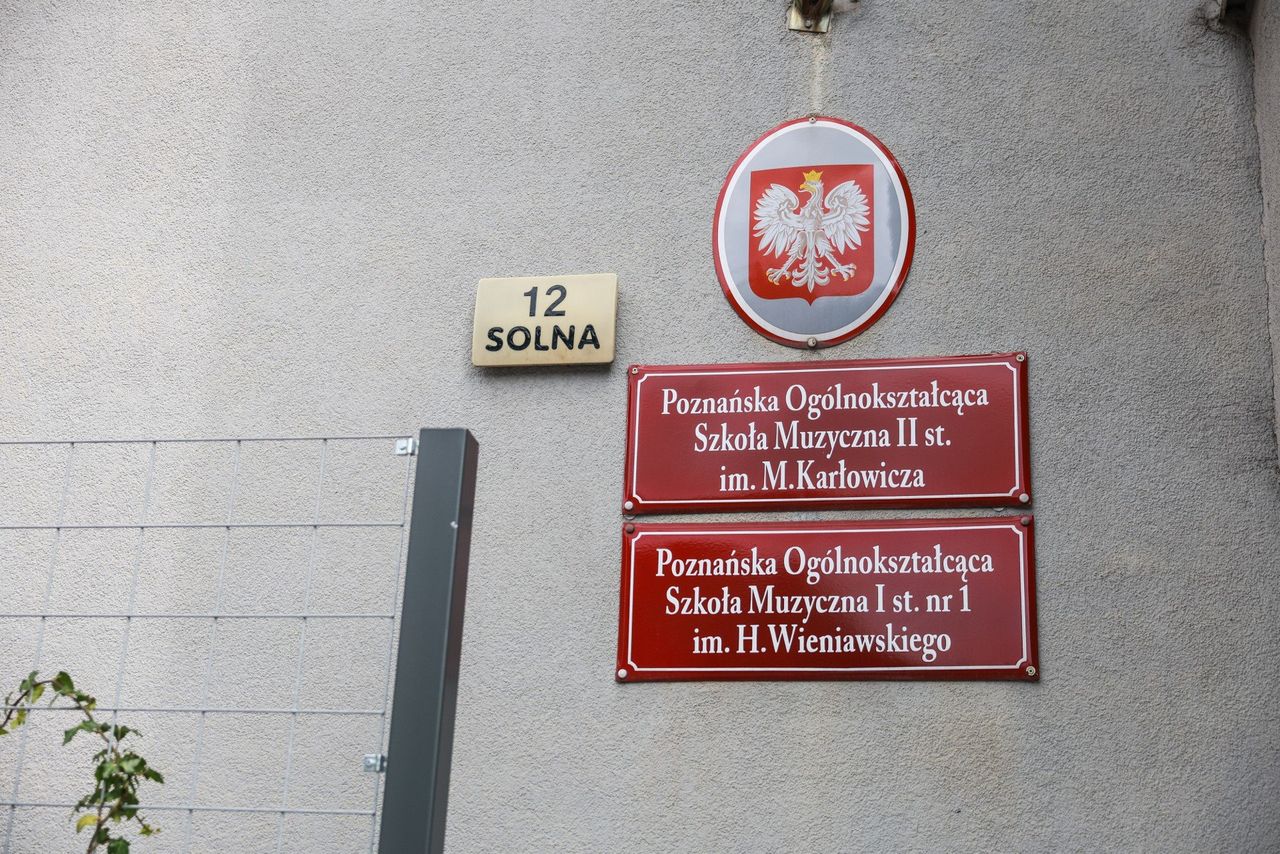 12
SOLNA
Poznańska Ogólnokształcąca
Szkoła Muzyczna II st.
im. M.Karłowicza
Poznańska Ogólnokształcąca
Szkoła Muzyczna I st. nr 1
im. H.Wieniawskiego